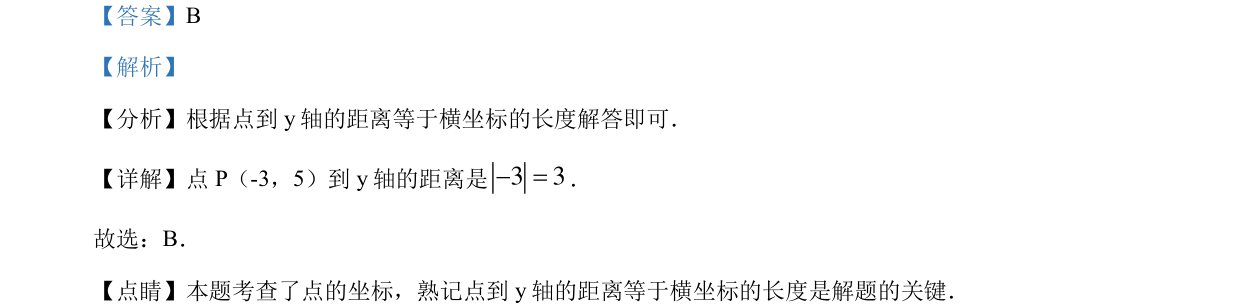 【答案】B
【解析】
【分析】根据点到 y 轴的距离等于横坐标的长度解答即可．
【详解】点 P（-3，5）到 y 轴的距离是|−3| = 3．
故选：B．
【点睛】本题考查了点的坐标，熟记点到 y 轴的距离等于横坐标的长度是解题的关键．